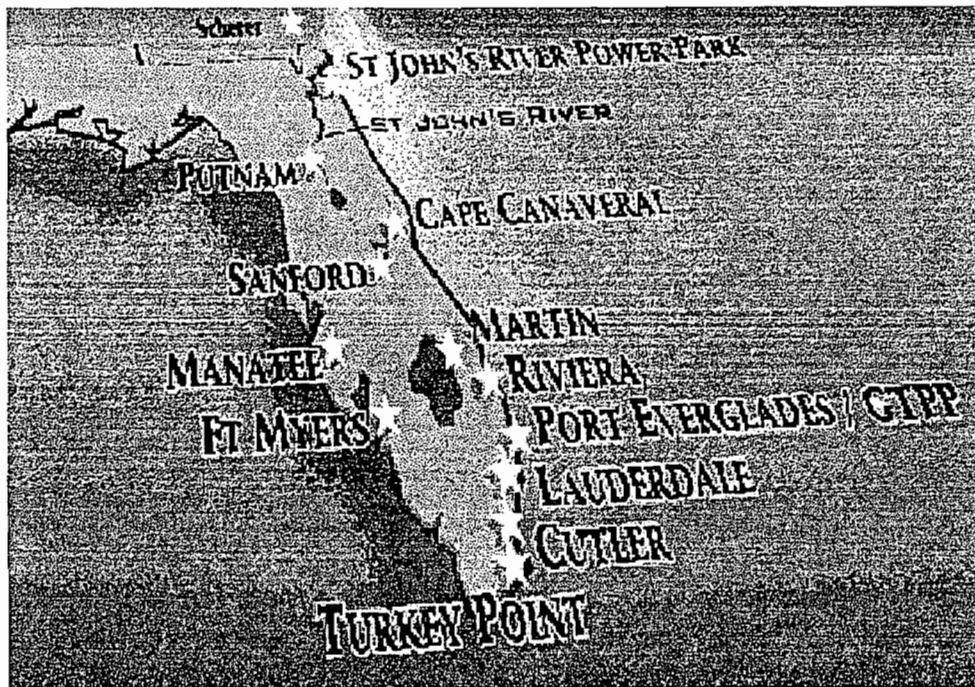 Scherer
ST JOHN'S RIVER POWER PARK
ST JOHN'S RIVER
PUTNAM
CAPE CANAVERAL
SANFORD
MARTIN
MANATEE
RIVIERA
FT MYERS
PORT EVERGLADES / GTPP
LAUDERDALE
CUTLER
TURKEY POINT